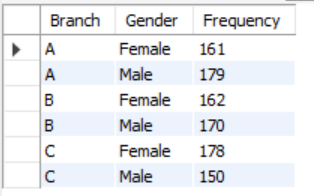 Branch Gender Frequency
A Female 161
A Male 179
B Female 162
B Male 170
C Female 178
C Male 150